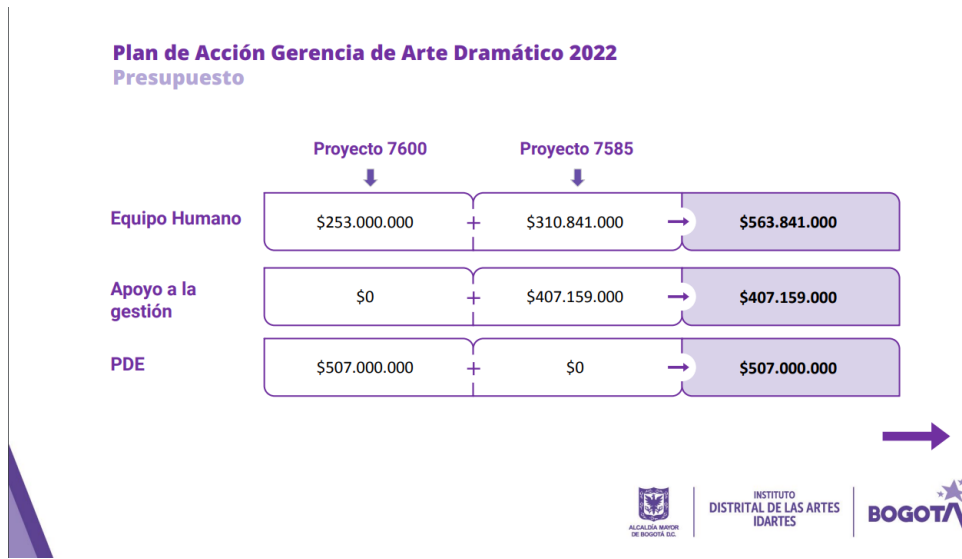 Plan de Acción Gerencia de Arte Dramático 2022
Presupuesto
Proyecto 7600 Proyecto 7585
Equipo Humano $253.000.000 + $310.841.000 $563.841.000
Apoyo a la
gestión $0 + $407.159.000 $407.159.000
PDE $507.000.000 + $0 $507.000.000
ALCALDÍA MAYOR
DE BOGOTÁ D.C.
INSTITUTO
DISTRITAL DE LAS ARTES
IDARTES
BOGOTÁ